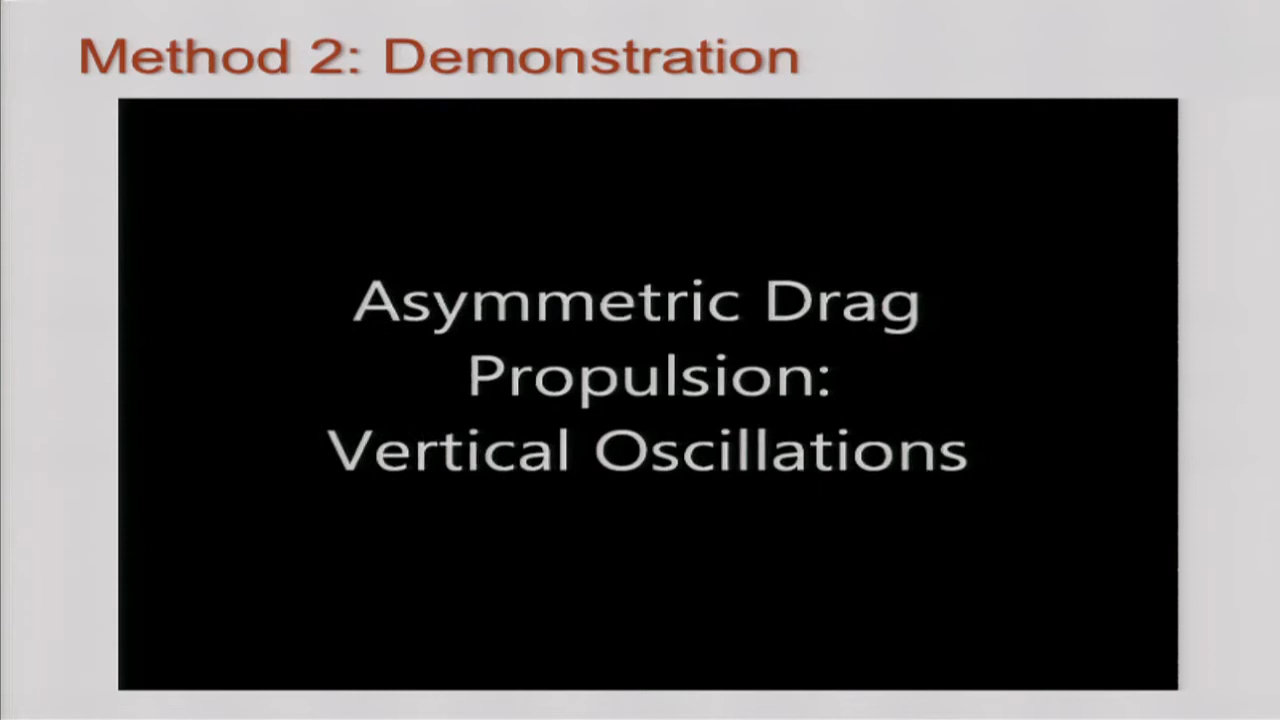 Method 2: Demonstration
Asymmetric Drag
Propulsion:
Vertical Oscillations